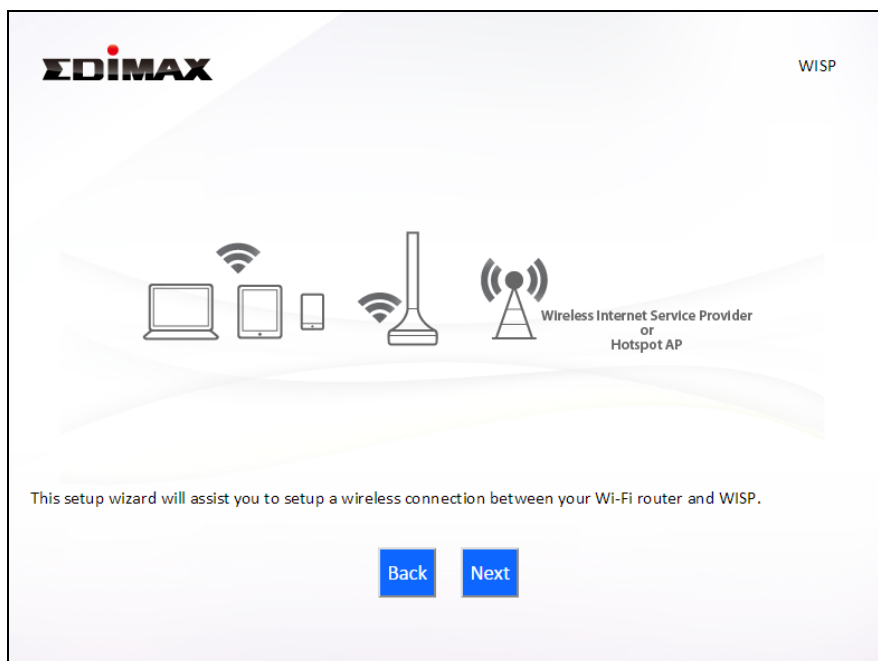 EDIMAX
WISP
Wireless Internet Service Provider
or
Hotspot AP
This setup wizard will assist you to setup a wireless connection between your Wi-Fi router and WISP.
Back
Next